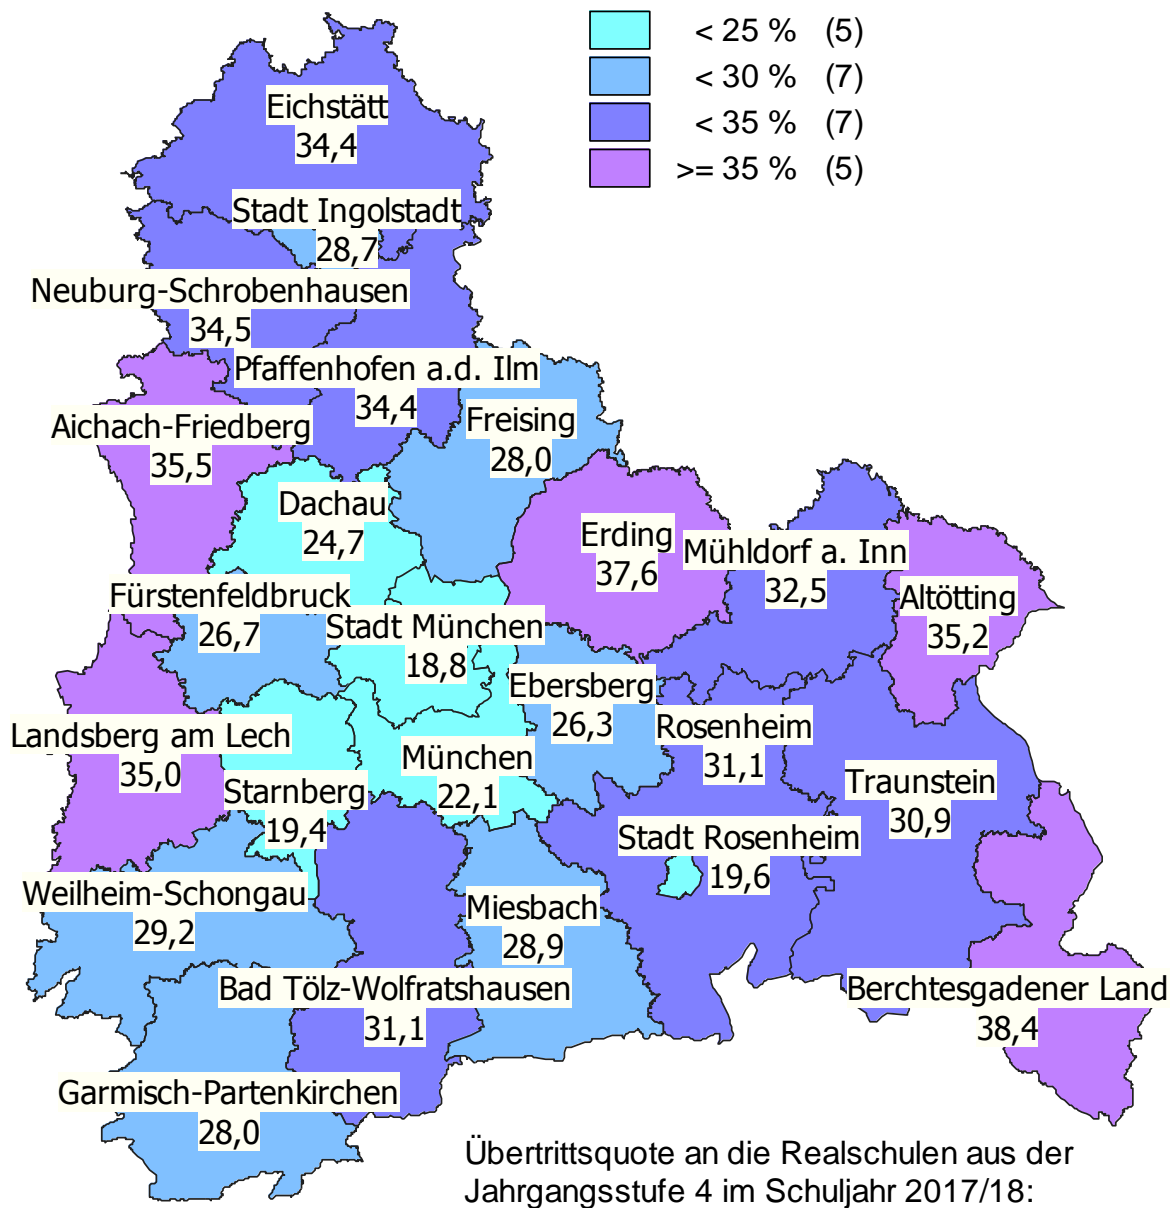 < 25 % (5)
< 30 % (7)
< 35 % (7)
>= 35 % (5)
Eichstätt
34,4
Stadt Ingolstadt
28,7
Neuburg-Schrobenhausen
34,5
Pfaffenhofen a.d. Ilm
34,4
Aichach-Friedberg
35,5
Freising
28,0
Dachau
24,7
Erding
37,6
Mühldorf a. Inn
32,5
Altötting
35,2
Fürstenfeldbruck
26,7
Stadt München
18,8
Ebersberg
26,3
Rosenheim
31,1
Landsberg am Lech
35,0
München
22,1
Traunstein
30,9
Starnberg
19,4
Stadt Rosenheim
19,6
Weilheim-Schongau
29,2
Miesbach
28,9
Bad Tölz-Wolfratshausen
31,1
Berchtesgadener Land
38,4
Garmisch-Partenkirchen
28,0
Übertrittsquote an die Realschulen aus der
Jahrgangsstufe 4 im Schuljahr 2017/18: